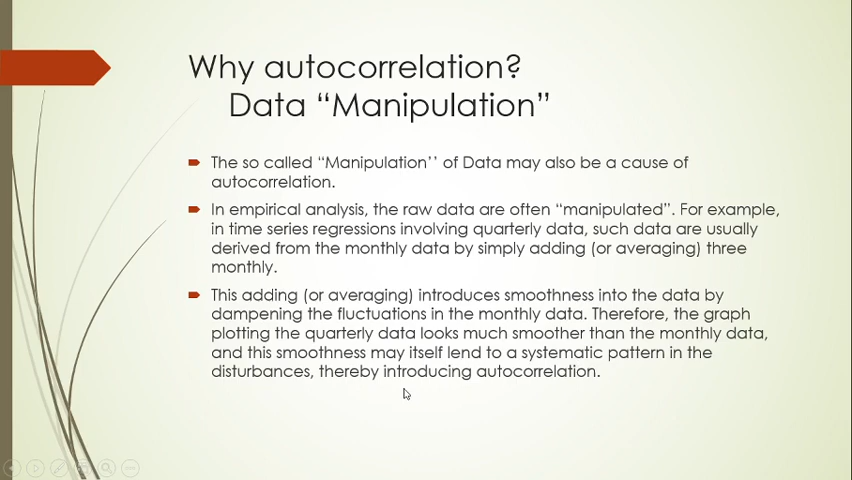 Why autocorrelation?
Data “Manipulation”
The so called “Manipulation’’ of Data may also be a cause of
autocorrelation.
In empirical analysis, the raw data are often “manipulated”. For example,
in time series regressions involving quarterly data, such data are usually
derived from the monthly data by simply adding (or averaging) three
monthly.
This adding (or averaging) introduces smoothness into the data by
dampening the fluctuations in the monthly data. Therefore, the graph
plotting the quarterly data looks much smoother than the monthly data,
and this smoothness may itself lend to a systematic pattern in the
disturbances, thereby introducing autocorrelation.